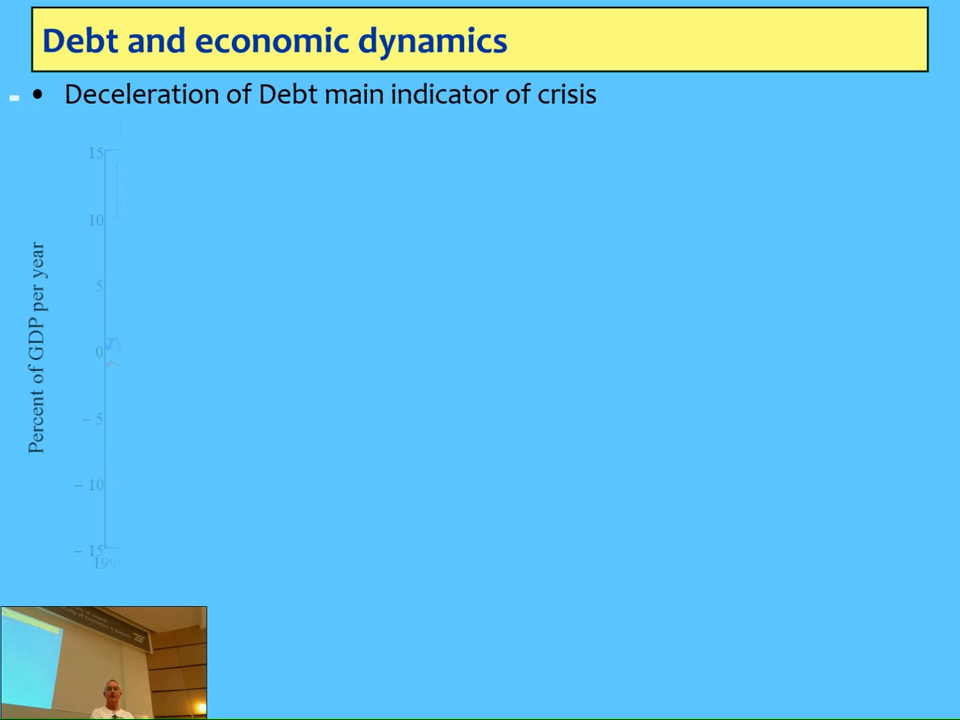 Debt and economic dynamics
• Deceleration of Debt main indicator of crisis
15
10
5
0
– 5
– 10
– 15
Percent of GDP per year